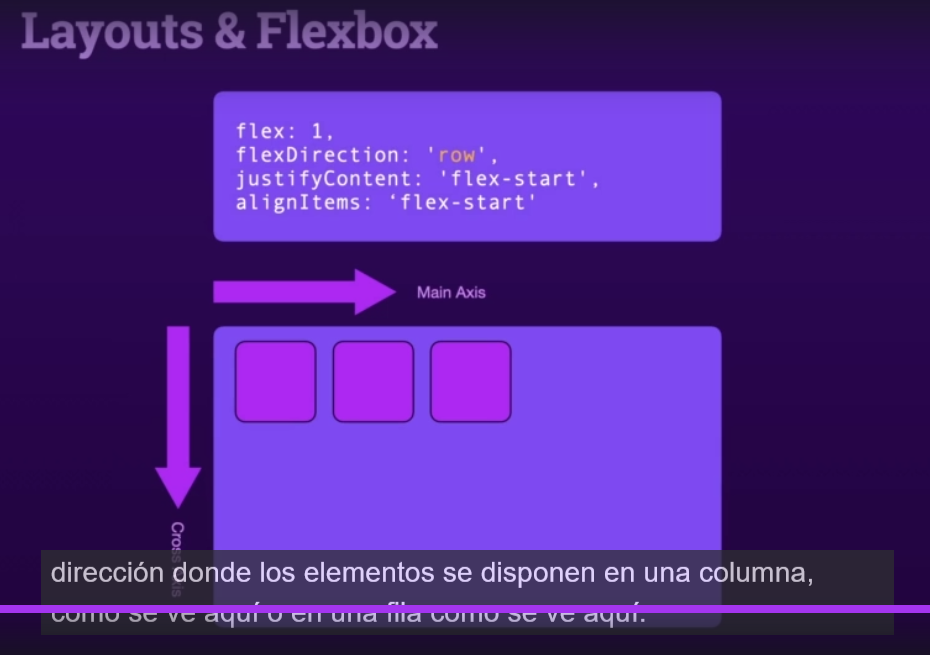 Layouts & Flexbox
flex: 1,
flexDirection: 'row',
justifyContent: 'flex-start',
alignItems: ‘flex-start'
Main Axis
Cross Axis
dirección donde los elementos se disponen en una columna,
como se ve aquí o en una fila como se ve aquí.